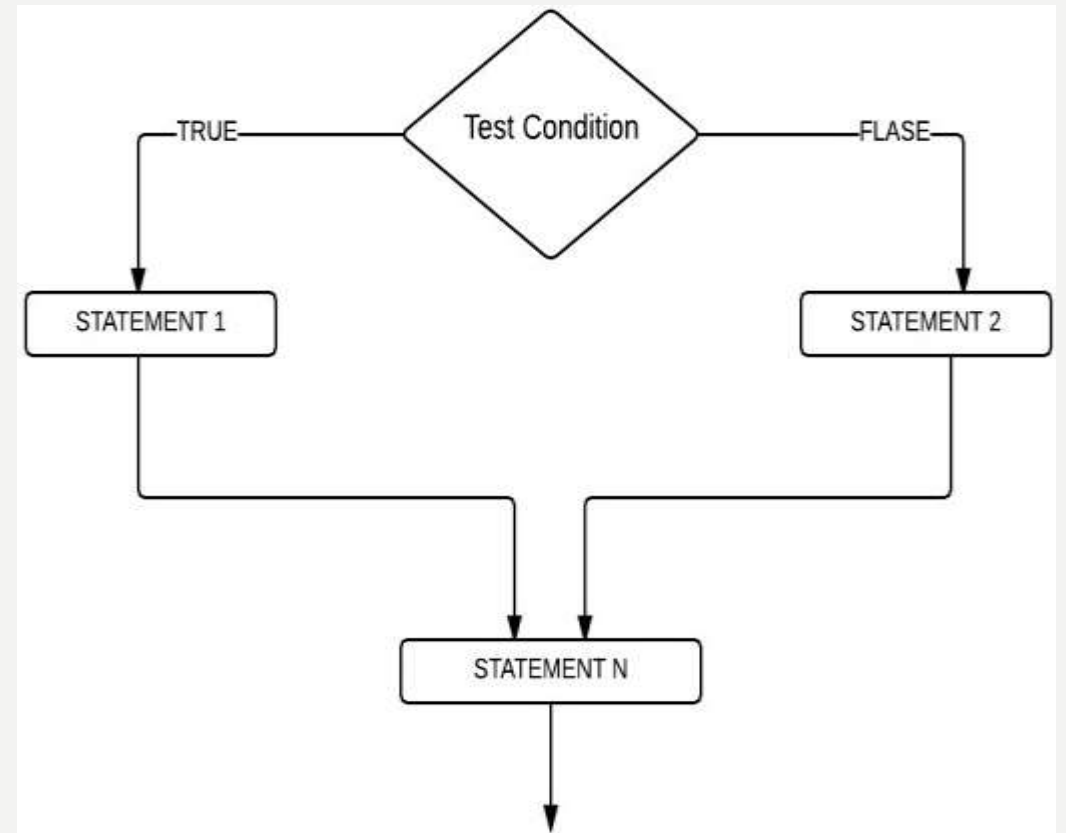 Test Condition
TRUE
FLASE
STATEMENT 1
STATEMENT 2
STATEMENT N